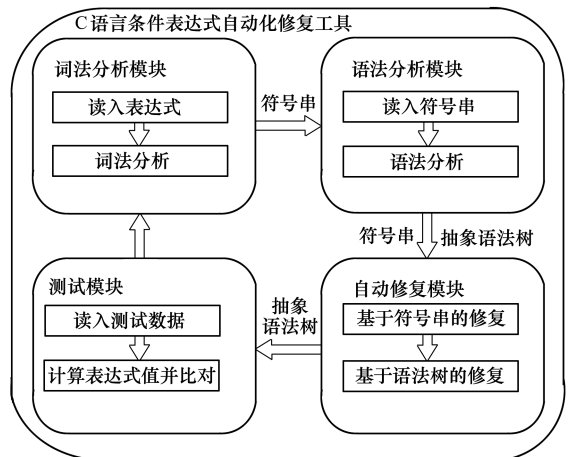 C语言条件表达式自动化修复工具
词法分析模块
读入表达式
词法分析
符号串
语法分析模块
读入符号串
语法分析
符号串
抽象语法树
自动修复模块
基于符号串的修复
基于语法树的修复
抽象
语法树
测试模块
读入测试数据
计算表达式值并比对